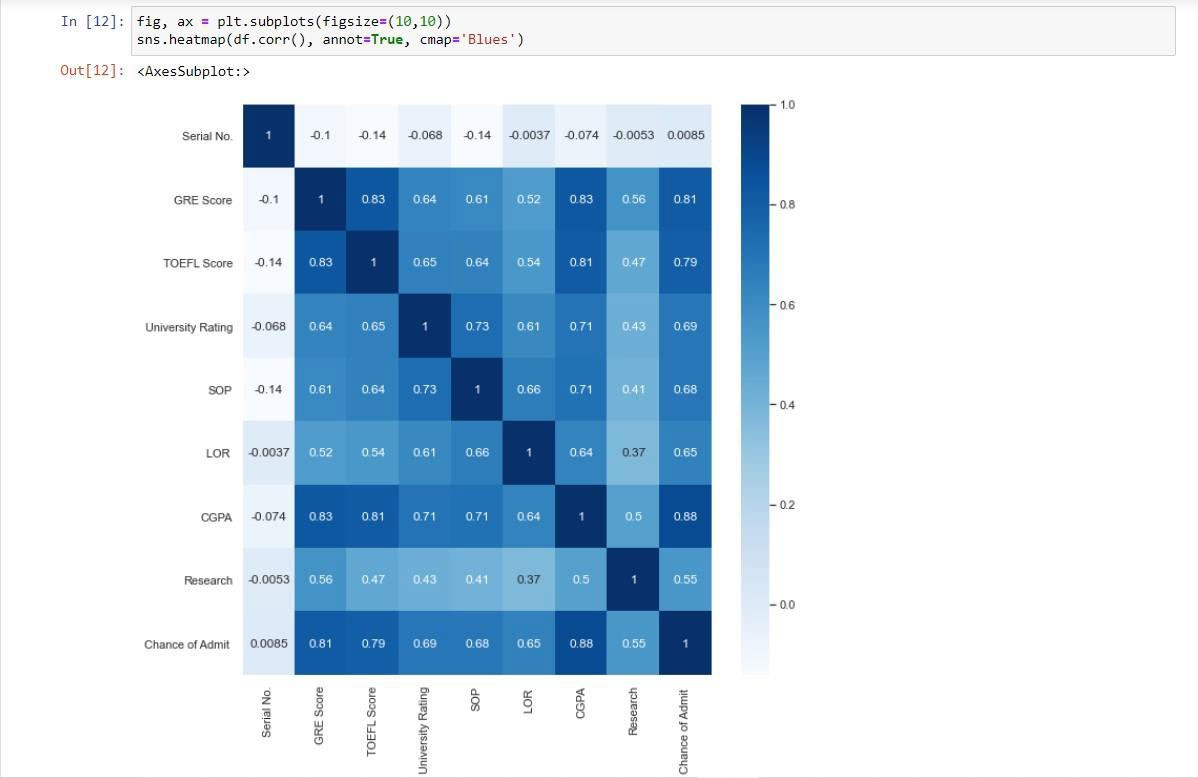 In [12]: fig, ax = plt.subplots(figsize=(10,10))
sns.heatmap(df.corr(), annot=True, cmap='Blues')
Out[12]: <AxesSubplot:>
Serial No. 1 -0.1 -0.14 -0.068 -0.14 -0.0037 -0.074 -0.0053 0.0085
GRE Score -0.1 1 0.83 0.64 0.61 0.52 0.83 0.56 0.81
TOEFL Score -0.14 0.83 1 0.65 0.64 0.54 0.81 0.47 0.79
University Rating -0.068 0.64 0.65 1 0.73 0.61 0.71 0.43 0.69
SOP -0.14 0.61 0.64 0.73 1 0.66 0.71 0.41 0.68
LOR -0.0037 0.52 0.54 0.61 0.66 1 0.64 0.37 0.65
CGPA -0.074 0.83 0.81 0.71 0.71 0.64 1 0.5 0.88
Research -0.0053 0.56 0.47 0.43 0.41 0.37 0.5 1 0.55
Chance of Admit 0.0085 0.81 0.79 0.69 0.68 0.65 0.88 0.55 1
Serial No.
GRE Score
TOEFL Score
University Rating
SOP
LOR
CGPA
Research
Chance of Admit
1.0
0.8
0.6
0.4
0.2
0.0